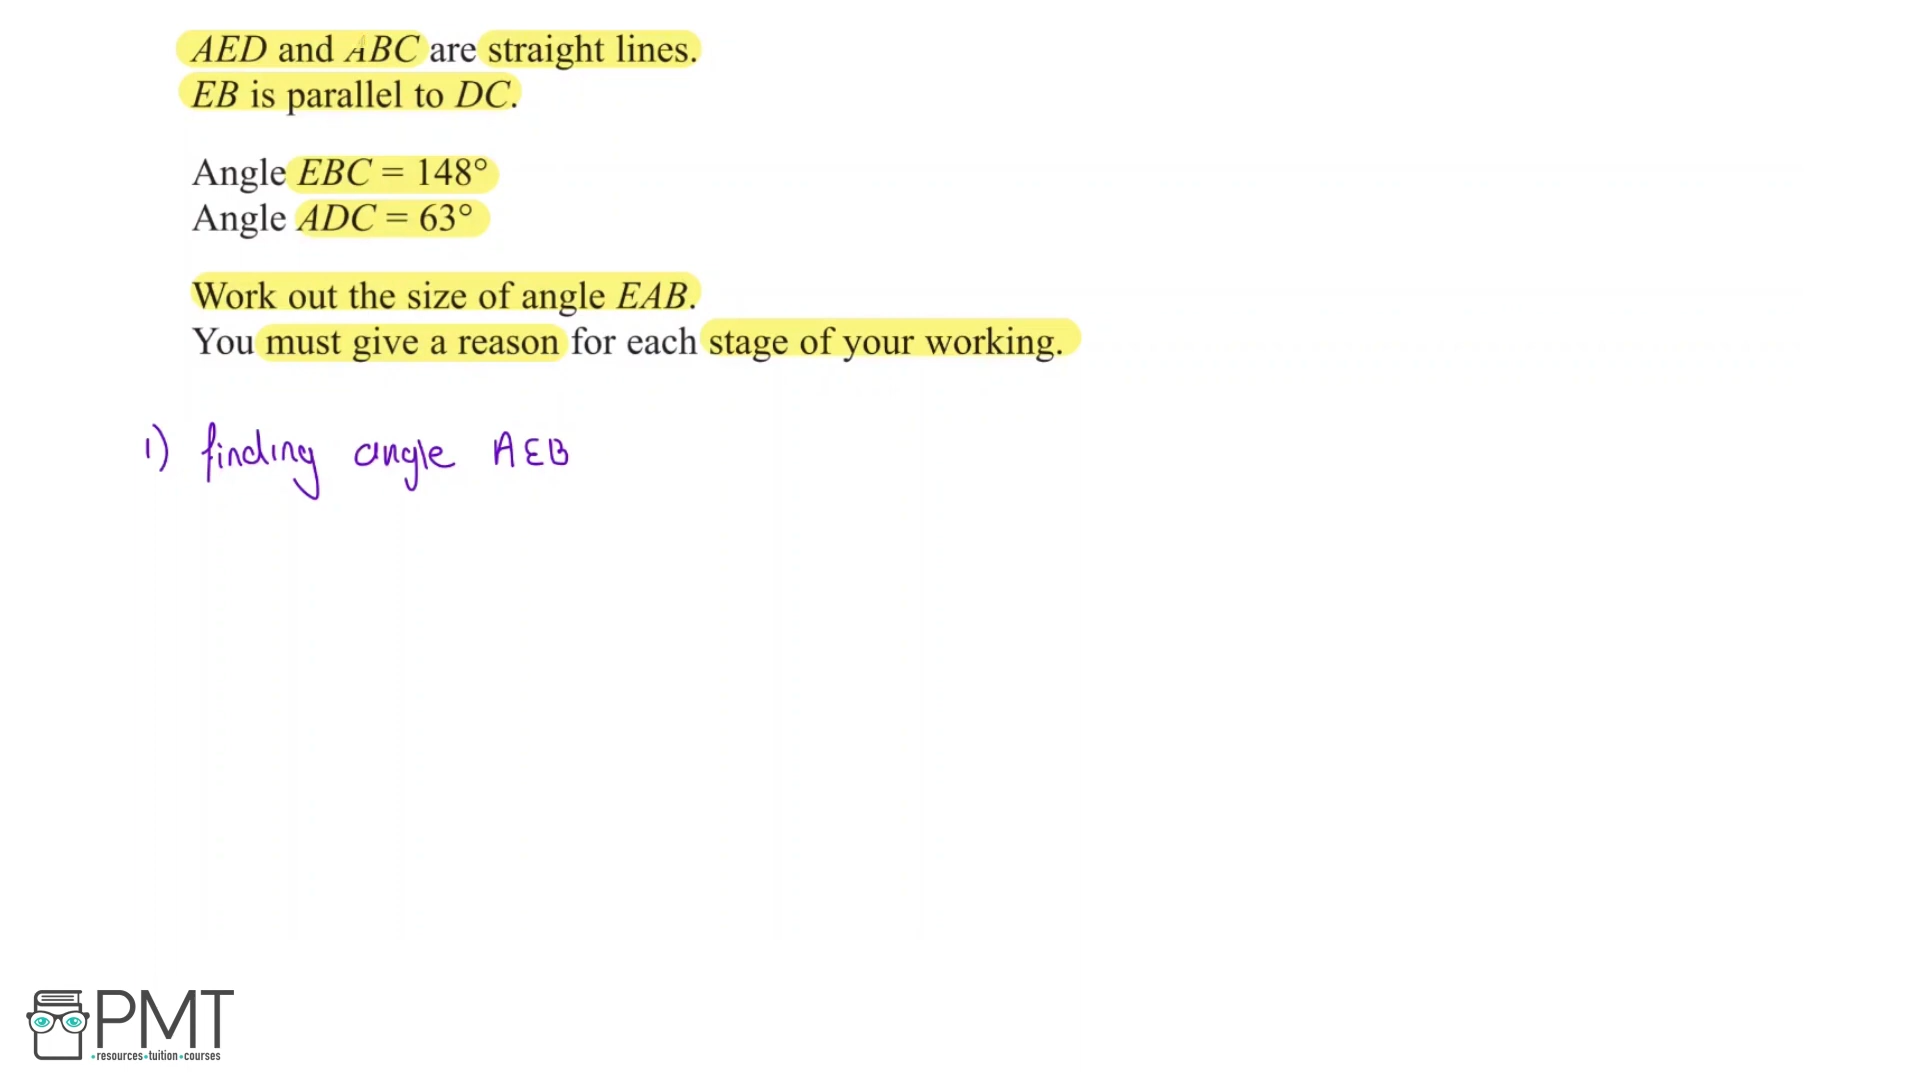 AED and ABC are straight lines.
EB is parallel to DC.
Angle EBC = 148°
Angle ADC = 63°
Work out the size of angle EAB.
You must give a reason for each stage of your working.
1) finding angle AEB
PMT
•resources•tuition•courses